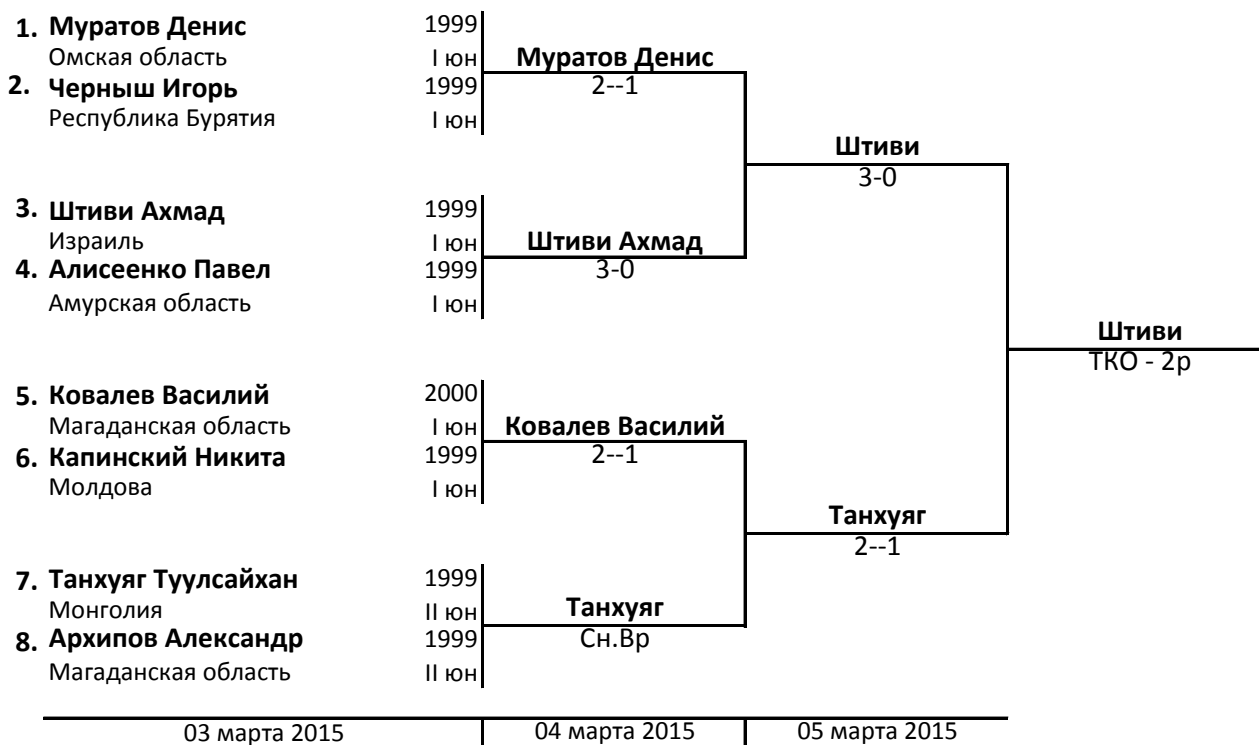 1. Муратов Денис 1999
Омская область I юн
Муратов Денис
2. Черныш Игорь 1999
2--1
Республика Бурятия I юн
Штиви
3-0
3. Штиви Ахмад 1999
Израиль I юн
Штиви Ахмад
4. Алисеенко Павел 1999
3-0
Амурская область I юн
Штиви
ТКО - 2р
5. Ковалев Василий 2000
Магаданская область I юн
Ковалев Василий
6. Капинский Никита 1999
2--1
Молдова I юн
Танхуяг
2--1
7. Танхуяг Туулсайхан 1999
Монголия II юн
Танхуяг
8. Архипов Александр 1999
Сн.Вр
Магаданская область II юн
03 марта 2015 04 марта 2015 05 марта 2015